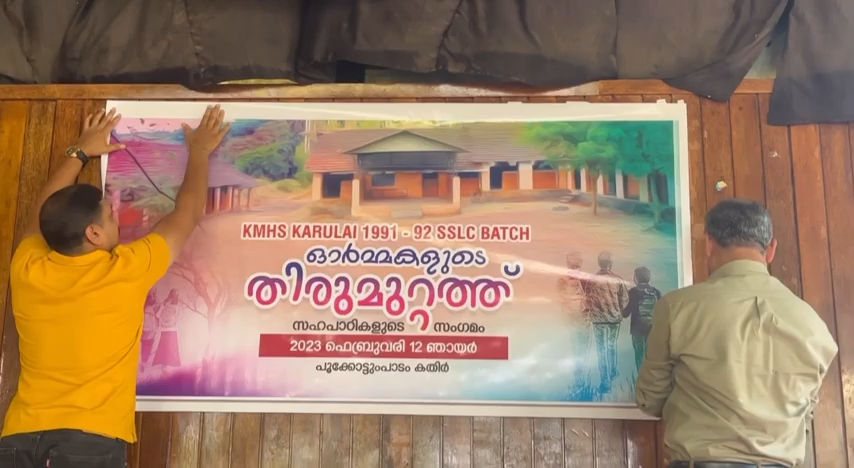 KMHS KARULAI 1991 - 92 SSLC BATCH
ഓർമ്മകളുടെ
തിരുമുറ്റത്ത്
സഹപാഠികളുടെ സംഗമം
2023 ഫെബ്രുവരി 12 ഞായർ
പൂക്കോട്ടുംപാടം കതിർ